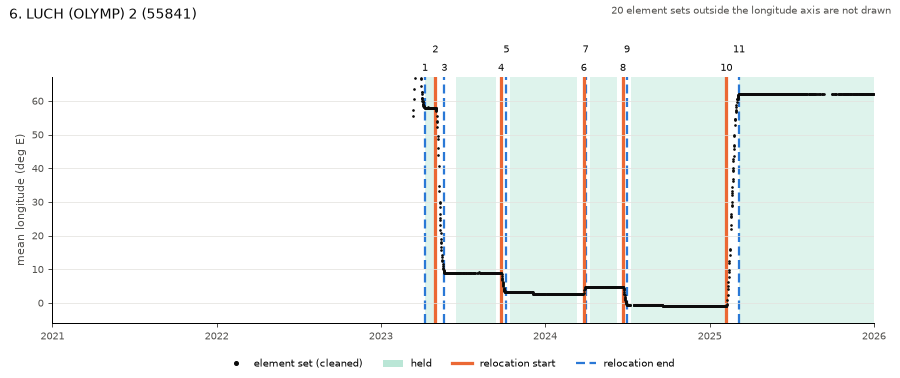 6. LUCH (OLYMP) 2 (55841)
20 element sets outside the longitude axis are not drawn
2 5 7 9 11
1 3 4 6 8 10
mean longitude (deg E)
60
50
40
30
20
10
0
2021 2022 2023 2024 2025 2026
element set (cleaned) held relocation start relocation end